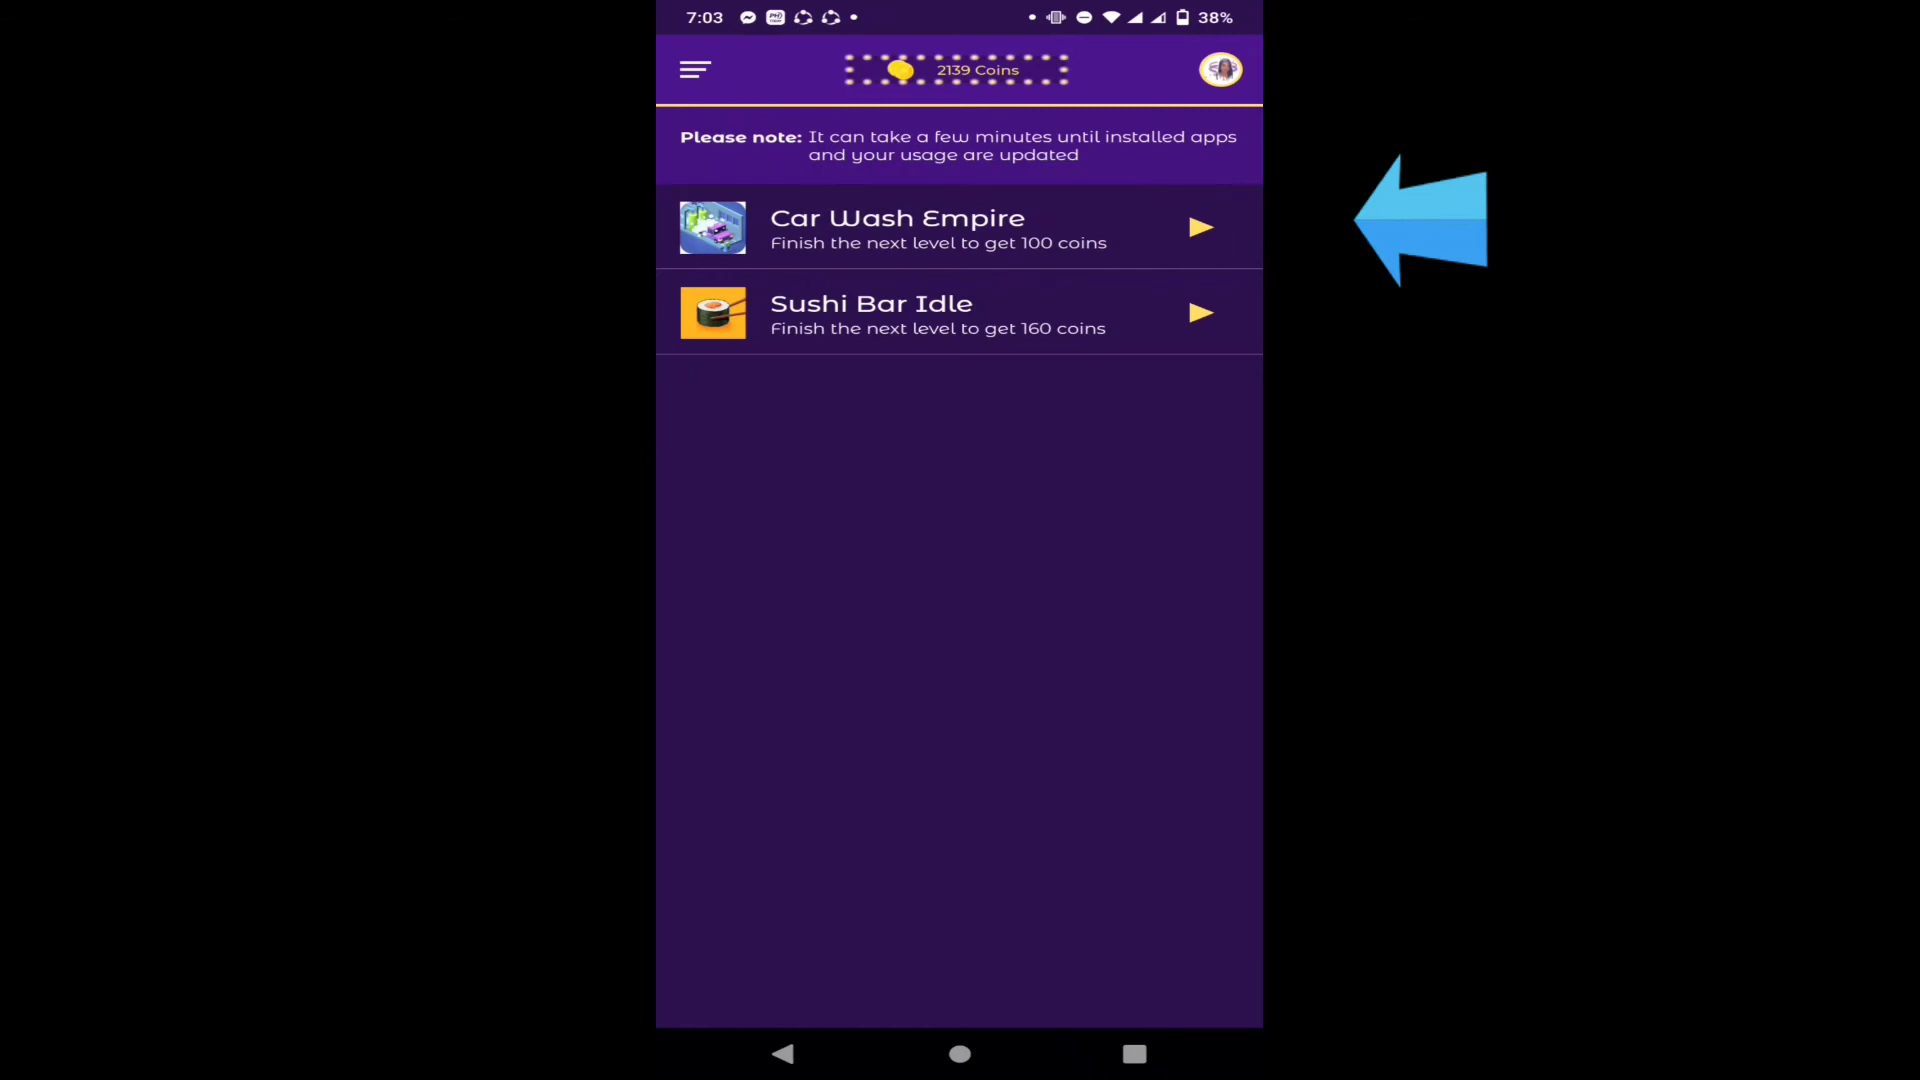 7:03
38%
2139 Coins
Please note: It can take a few minutes until installed apps
and your usage are updated
Car Wash Empire
Finish the next level to get 100 coins
Sushi Bar Idle
Finish the next level to get 160 coins